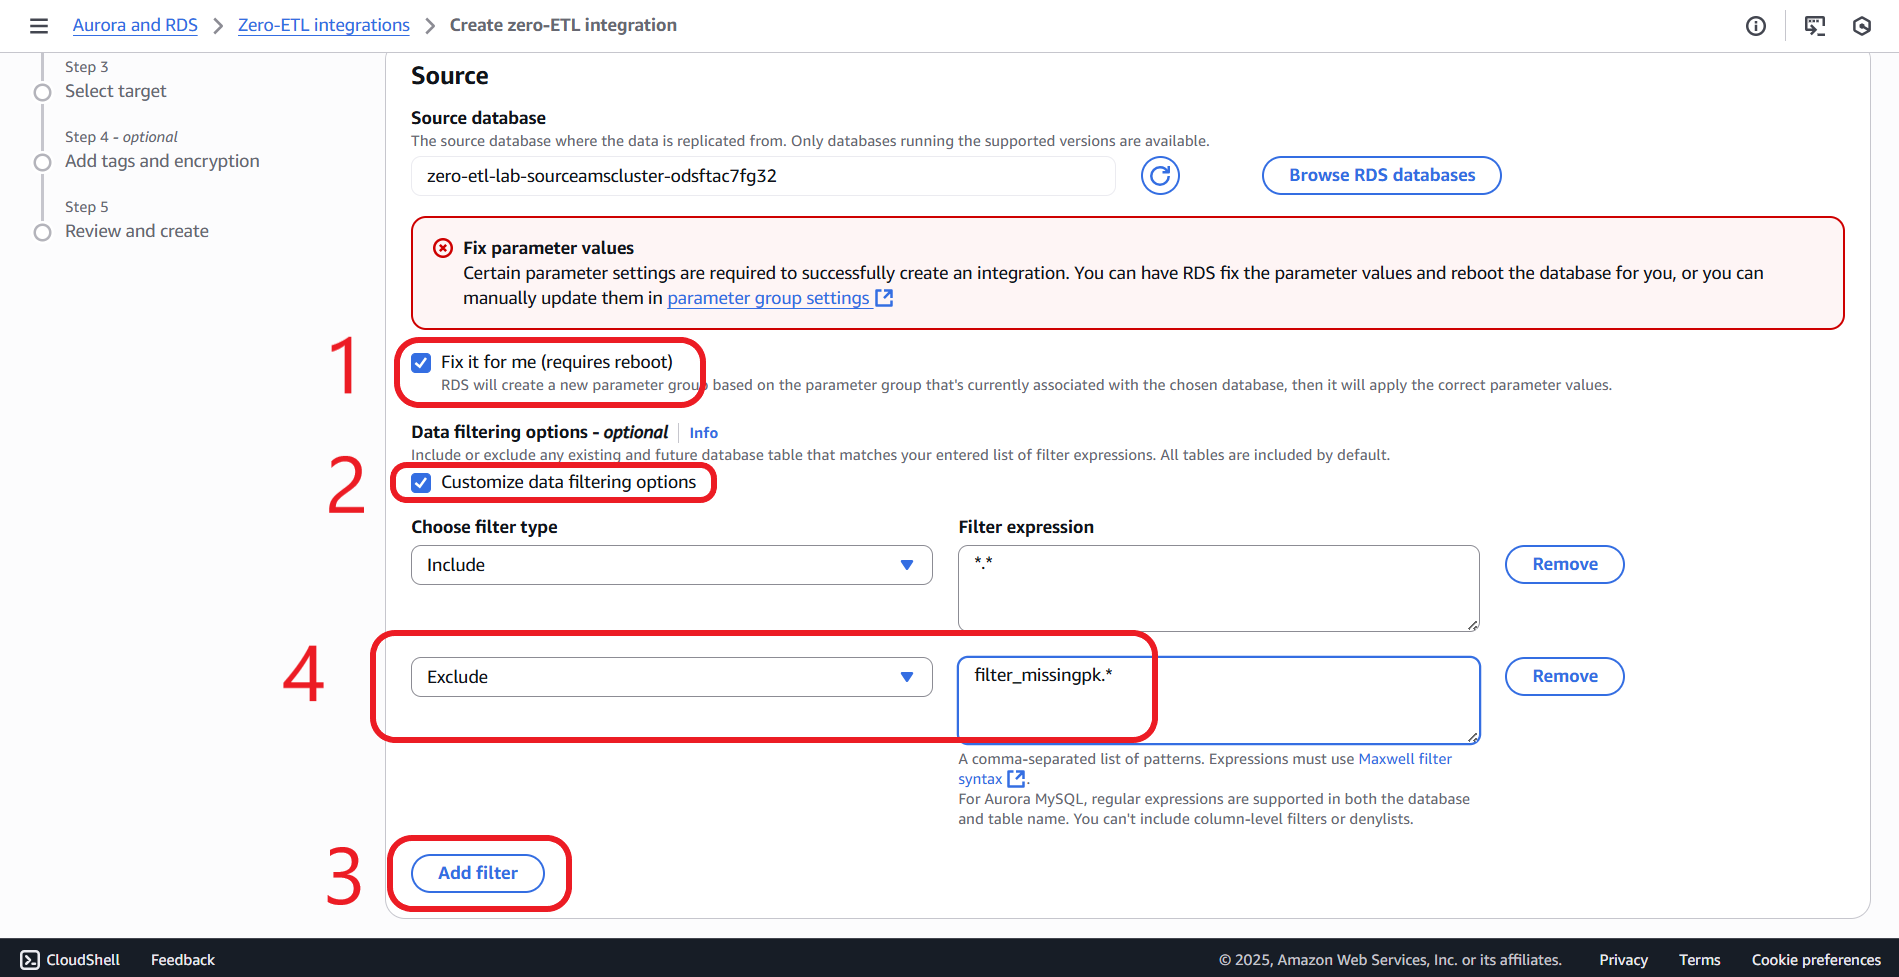 Aurora and RDS > Zero-ETL integrations > Create zero-ETL integration
Step 3
Select target
Step 4 - optional
Add tags and encryption
Step 5
Review and create
Source
Source database
The source database where the data is replicated from. Only databases running the supported versions are available.
zero-etl-lab-sourceamscluster-odsftac7fg32
Browse RDS databases
Fix parameter values
Certain parameter settings are required to successfully create an integration. You can have RDS fix the parameter values and reboot the database for you, or you can
manually update them in parameter group settings
1
Fix it for me (requires reboot)
RDS will create a new parameter group based on the parameter group that's currently associated with the chosen database, then it will apply the correct parameter values.
Data filtering options - optional | Info
Include or exclude any existing and future database table that matches your entered list of filter expressions. All tables are included by default.
2
Customize data filtering options
Choose filter type
Filter expression
Include
*.*
Remove
4
Exclude
filter_missingpk.*
Remove
A comma-separated list of patterns. Expressions must use Maxwell filter
syntax.
For Aurora MySQL, regular expressions are supported in both the database
and table name. You can't include column-level filters or denylists.
3
Add filter
CloudShell
Feedback
© 2025, Amazon Web Services, Inc. or its affiliates.
Privacy
Terms
Cookie preferences